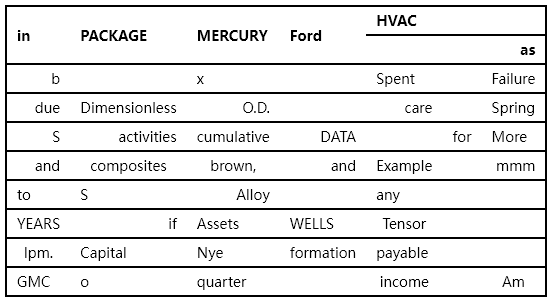 in PACKAGE MERCURY Ford HVAC
as
b x Spent Failure
due Dimensionless O.D. care Spring
S activities cumulative DATA for More
and composites brown, and Example mmm
to S Alloy any
YEARS if Assets WELLS Tensor
lpm. Capital Nye formation payable
GMC o quarter income Am